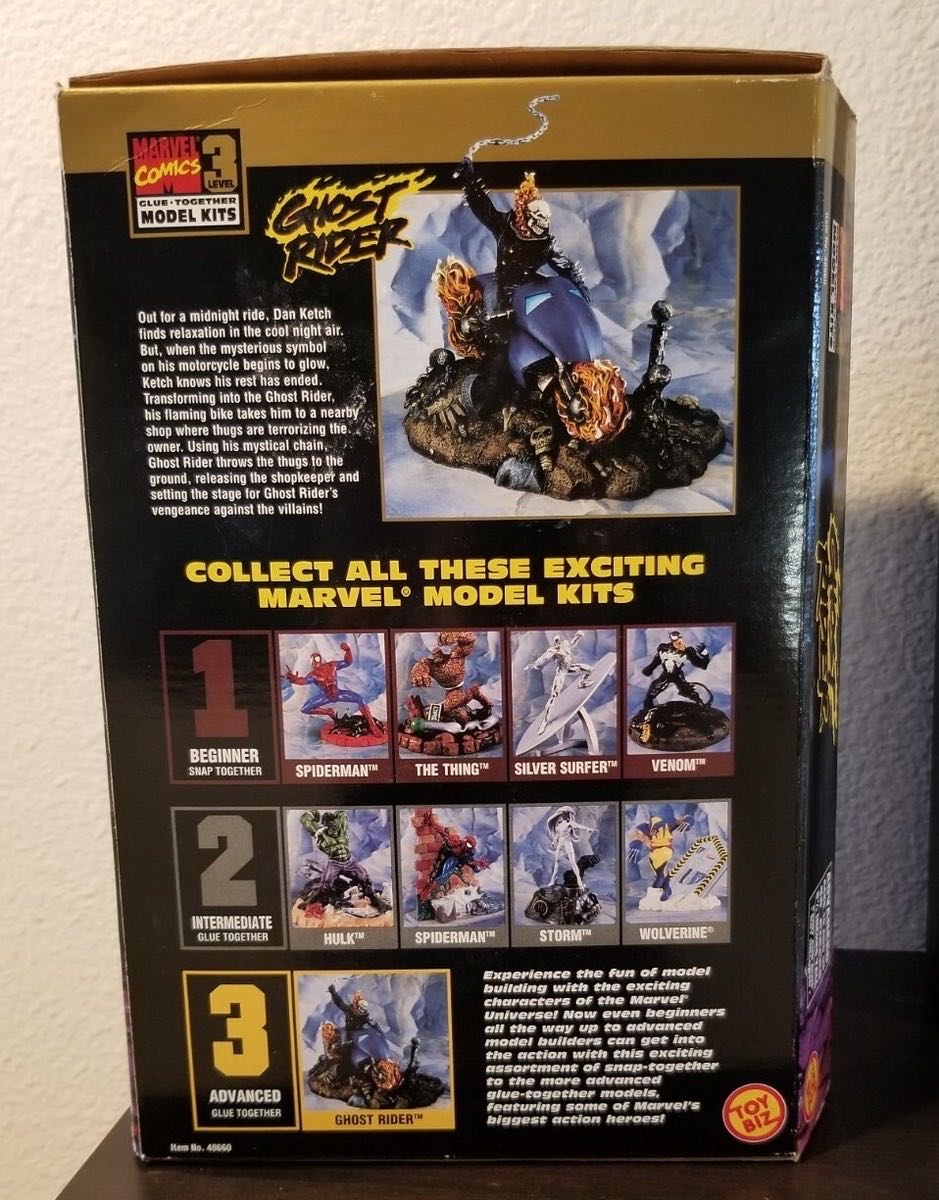 MARVEL
COMICS
3
LEVEL
GLUE·TOGETHER
MODEL KITS
GHOST
RIDER
Out for a midnight ride, Dan Ketch
finds relaxation in the cool night air.
But, when the mysterious symbol
on his motorcycle begins to glow,
Ketch knows his rest has ended.
Transforming into the Ghost Rider,
his flaming bike takes him to a nearby
shop where thugs are terrorizing the
owner. Using his mystical chain,
Ghost Rider throws the thugs to the
ground, releasing the shopkeeper and
setting the stage for Ghost Rider's
vengeance against the villains!
COLLECT ALL THESE EXCITING
MARVEL® MODEL KITS
1
BEGINNER
SNAP TOGETHER
SPIDERMAN™
THE THING™
SILVER SURFER™
VENOM™
2
INTERMEDIATE
GLUE TOGETHER
HULK™
SPIDERMAN™
STORM™
WOLVERINE®
3
ADVANCED
GLUE TOGETHER
GHOST RIDER™
Experience the fun of model
building with the exciting
characters of the Marvel®
Universe! Now even beginners
all the way up to advanced
model builders can get into
the action with this exciting
assortment of snap-together
to the more advanced
glue-together models,
featuring some of Marvel's
biggest action heroes!
TOY
BIZ
Item No. 48660